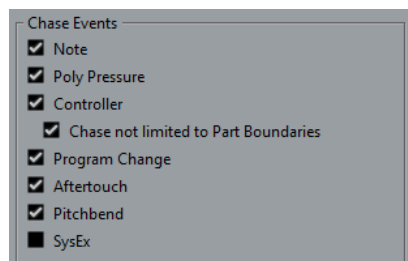 Chase Events
Note
Poly Pressure
Controller
Chase not limited to Part Boundaries
Program Change
Aftertouch
Pitchbend
SysEx